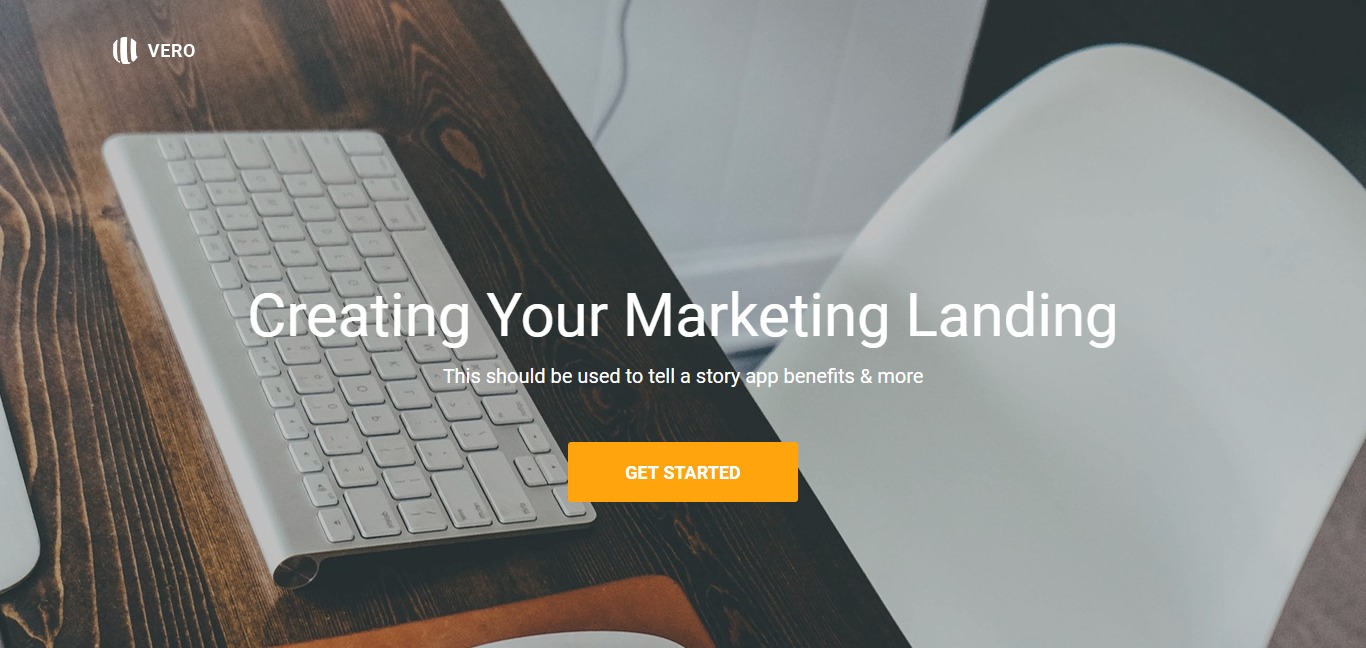 VERO
Creating Your Marketing Landing
This should be used to tell a story app benefits & more
GET STARTED